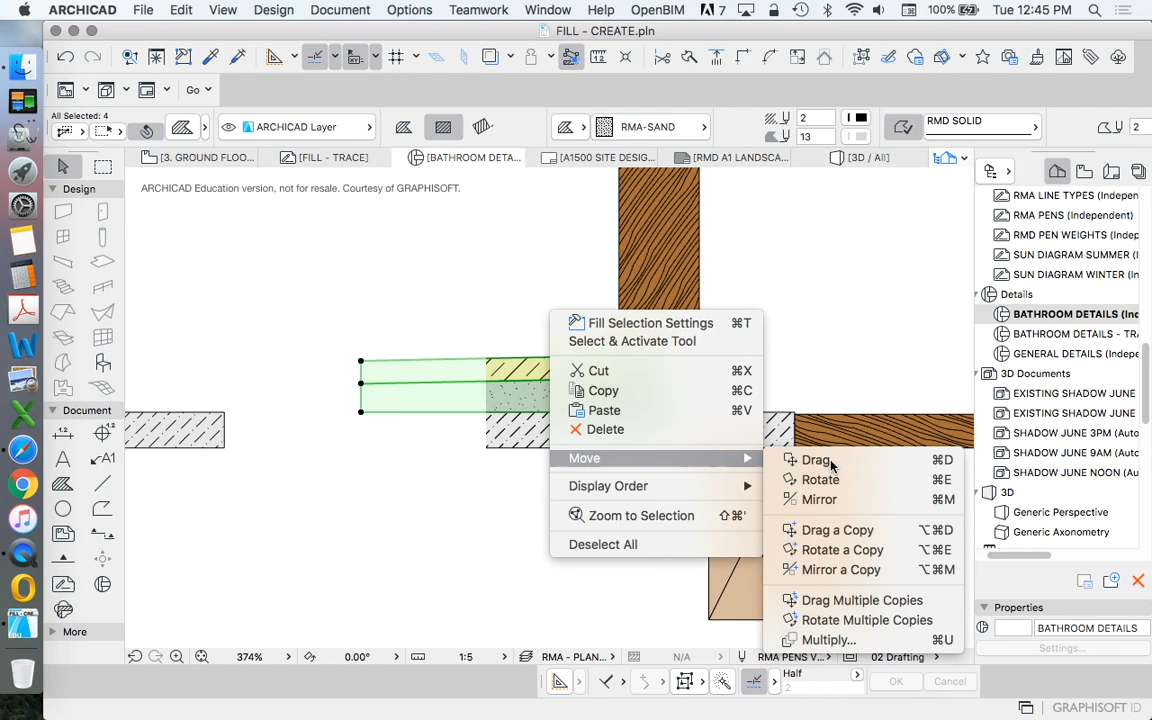 ARCHICAD File Edit View Design Document Options Teamwork Window Help OpenBIM 7 100% Tue 12:45 PM
FILL - CREATE.pln
Go
All Selected: 4
ARCHICAD Layer
RMA-SAND
2
13
RMD SOLID
2
[3. GROUND FLOO...
[FILL - TRACE]
[BATHROOM DETA...
[A1500 SITE DESIG...
[RMD A1 LANDSCA...
[3D / All]
Design
Document
More
ARCHICAD Education version, not for resale. Courtesy of GRAPHISOFT.
Fill Selection Settings ⌘T
Select & Activate Tool
Cut ⌘X
Copy ⌘C
Paste ⌘V
Delete
Move
Display Order
Zoom to Selection ⇧⌘'
Deselect All
Drag ⌘D
Rotate ⌘E
Mirror ⌘M
Drag a Copy ⌥⌘D
Rotate a Copy ⌥⌘E
Mirror a Copy ⌥⌘M
Drag Multiple Copies
Rotate Multiple Copies
Multiply... ⌘U
RMA LINE TYPES (Indepen
RMA PENS (Independent)
RMD PEN WEIGHTS (Indep
SUN DIAGRAM SUMMER (I
SUN DIAGRAM WINTER (In
Details
BATHROOM DETAILS (Ind
BATHROOM DETAILS - TRA
GENERAL DETAILS (Indepe
3D Documents
EXISTING SHADOW JUNE
EXISTING SHADOW JUNE
SHADOW JUNE 3PM (Auto
SHADOW JUNE 9AM (Auto
SHADOW JUNE NOON (Au
3D
Generic Perspective
Generic Axonometry
Properties
BATHROOM DETAILS
Settings...
374% 0.00° 1:5 RMA - PLAN... N/A RMA PENS V... 02 Drafting
Half
2
OK Cancel
GRAPHISOFT ID